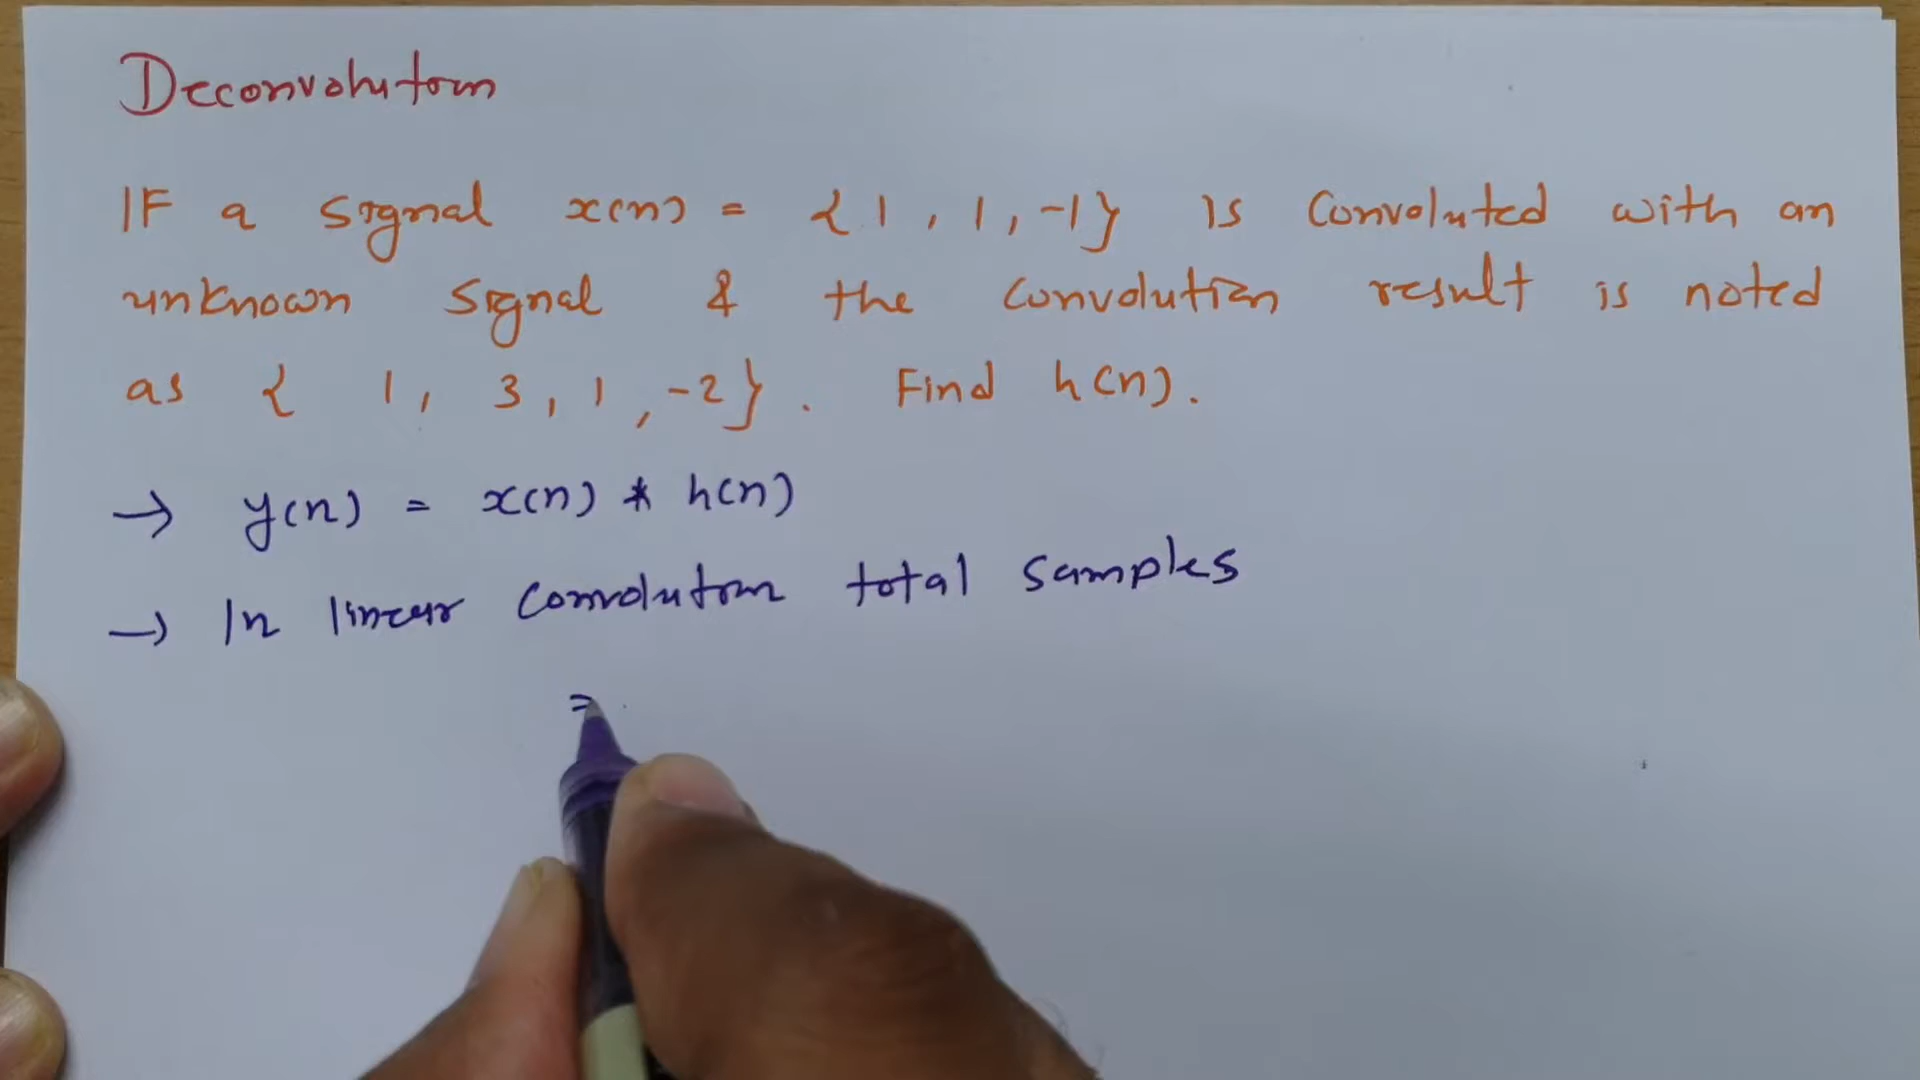 Deconvolution
IF a signal x(n) = {1, 1, -1} is Convoluted with an
unknown signal & the convolution result is noted
as { 1, 3, 1, -2}. Find h(n).
→ y(n) = x(n) * h(n)
→ In linear convolution total samples
=